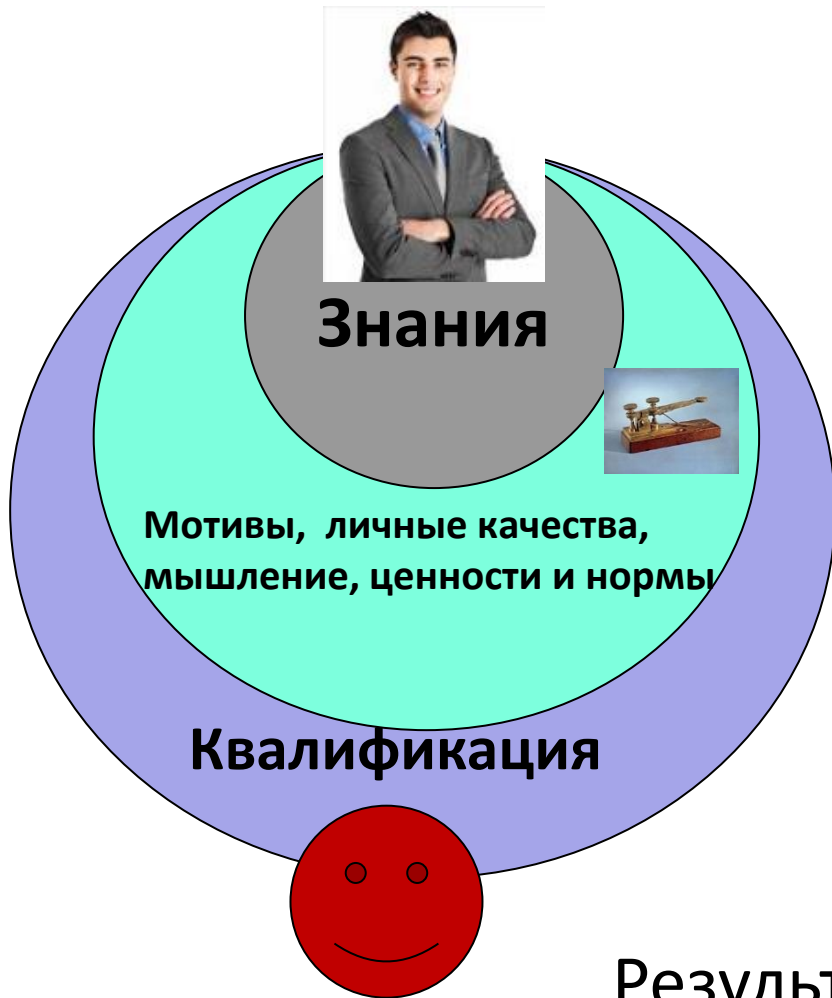 Знания
Мотивы, личные качества,
мышление, ценности и нормы
Квалификация